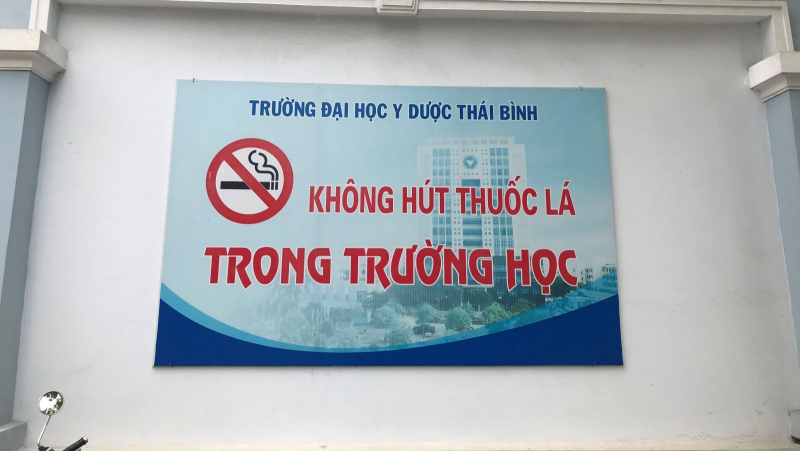 TRƯỜNG ĐẠI HỌC Y DƯỢC THÁI BÌNH
KHÔNG HÚT THUỐC LÁ
TRONG TRƯỜNG HỌC